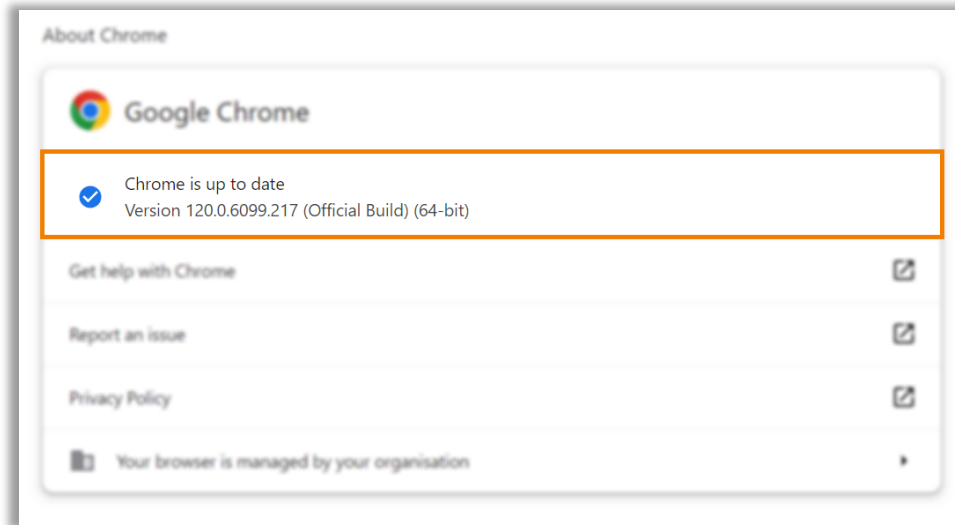 About Chrome
Google Chrome
Chrome is up to date
Version 120.0.6099.217 (Official Build) (64-bit)
Get help with Chrome
Report an issue
Privacy Policy
Your browser is managed by your organisation